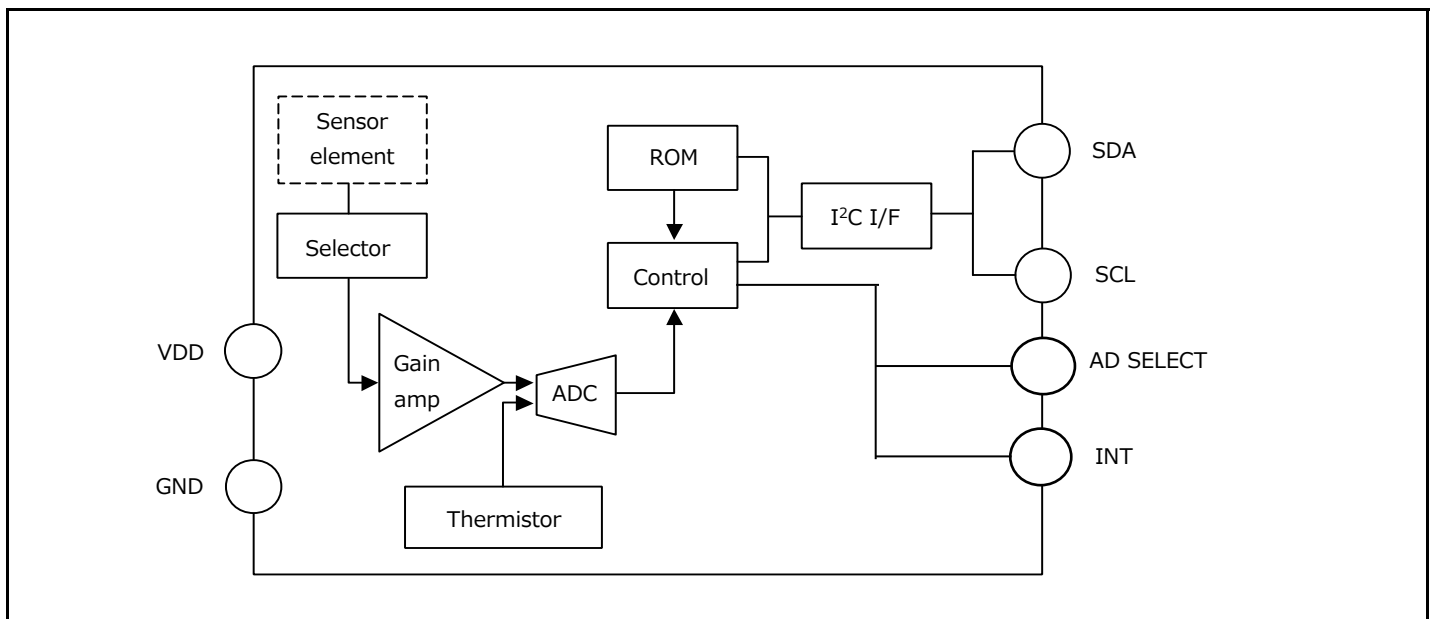 Sensor
element
Selector
VDD
GND
Gain
amp
ADC
Thermistor
ROM
Control
I²C I/F
SDA
SCL
AD SELECT
INT